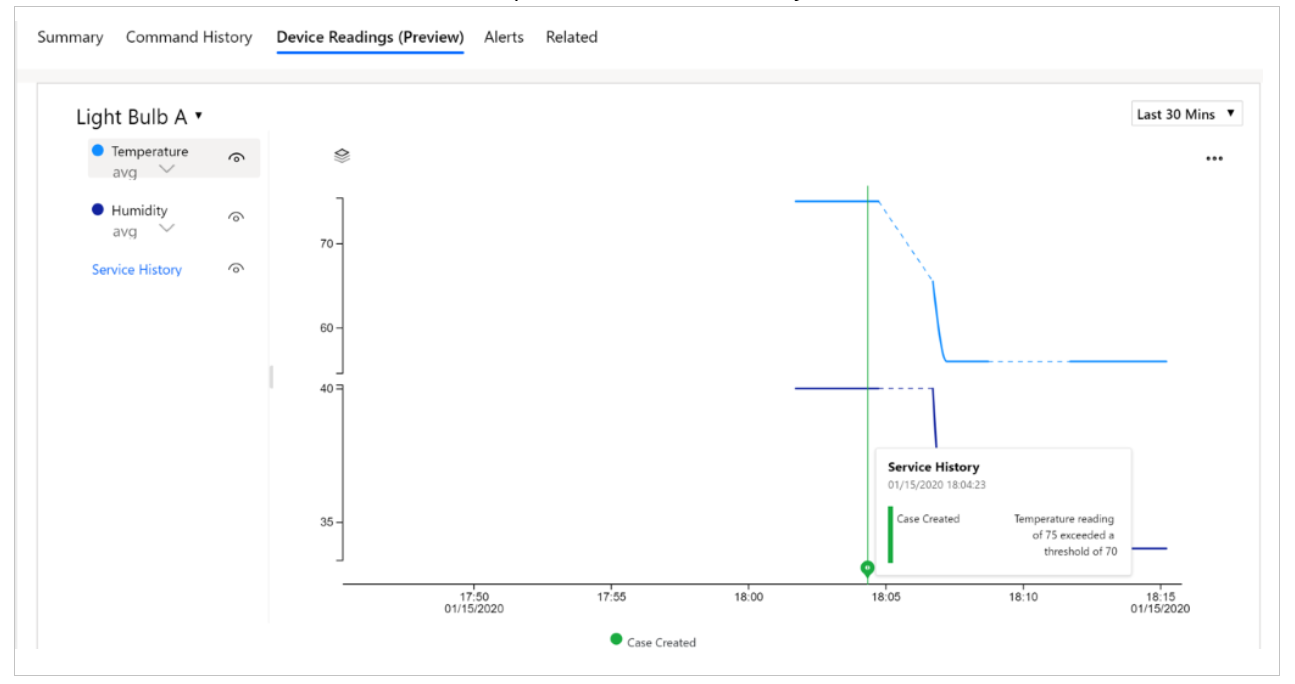 Summary Command History Device Readings (Preview) Alerts Related
Light Bulb A
Last 30 Mins
Temperature
avg
Humidity
avg
Service History
70
60
40
35
Service History
01/15/2020 18:04:23
Case Created
Temperature reading
of 75 exceeded a
threshold of 70
17:50 17:55 18:00 18:05 18:10 18:15
01/15/2020 01/15/2020
Case Created